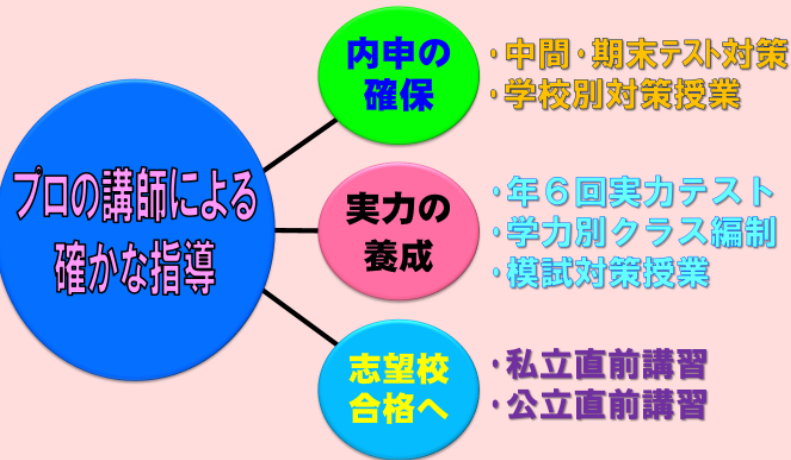 プロの講師による
確かな指導
内申の
確保
・中間・期末テスト対策
・学校別対策授業
実力の
養成
・年６回実力テスト
・学力別クラス編制
・模試対策授業
志望校
合格へ
・私立直前講習
・公立直前講習